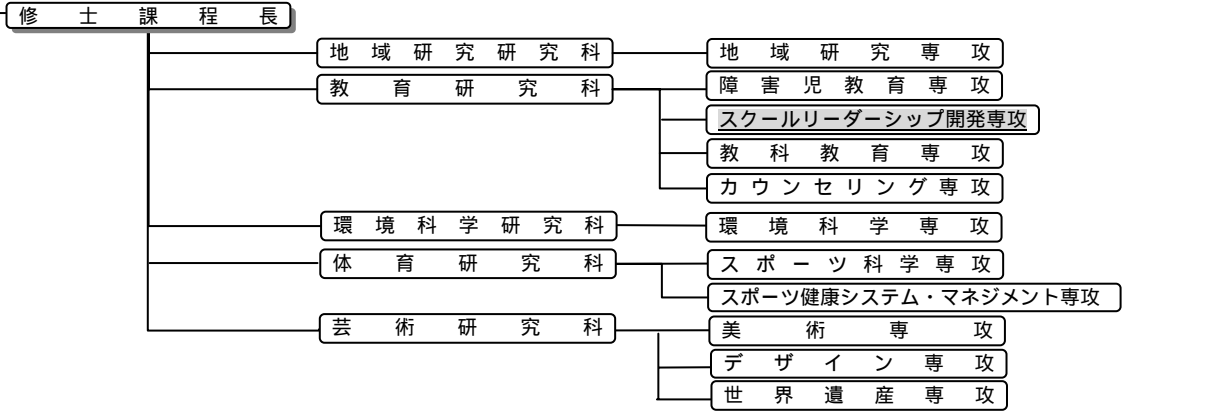 修士課程長
地域研究研究科 地域研究専攻
教育研究科 障害児教育専攻
スクールリーダーシップ開発専攻
教科教育専攻
カウンセリング専攻
環境科学研究科 環境科学専攻
体育研究科 スポーツ科学専攻
スポーツ健康システム・マネジメント専攻
芸術研究科 美術専攻
デザイン専攻
世界遺産専攻